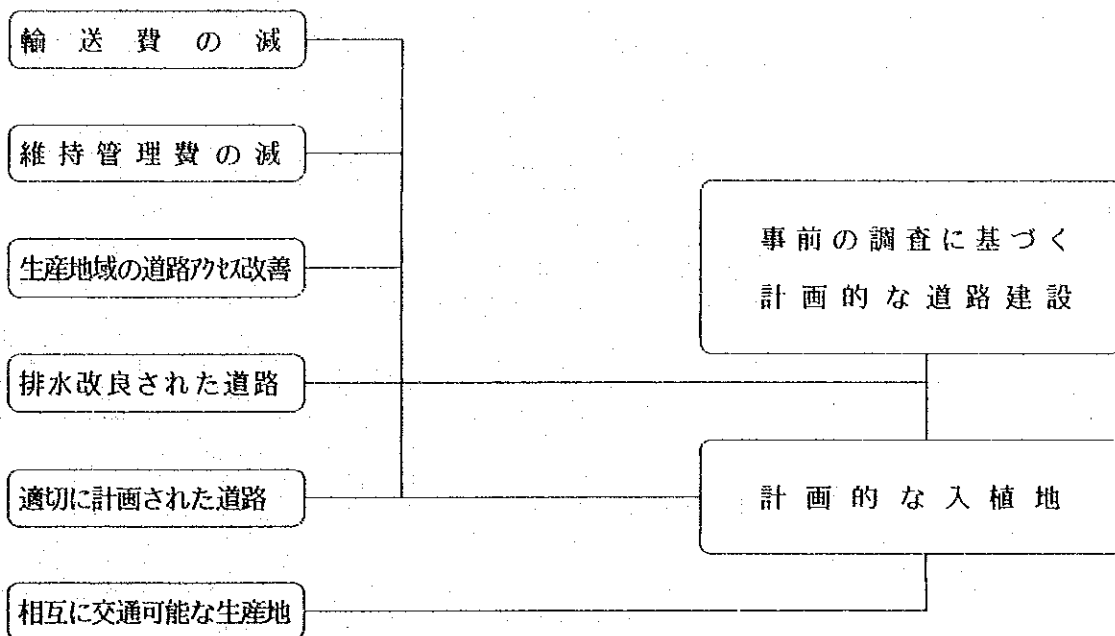 輸送費の減
維持管理費の減
生産地域の道路アクセス改善
排水改良された道路
適切に計画された道路
相互に交通可能な生産地
事前の調査に基づく
計画的な道路建設
計画的な入植地